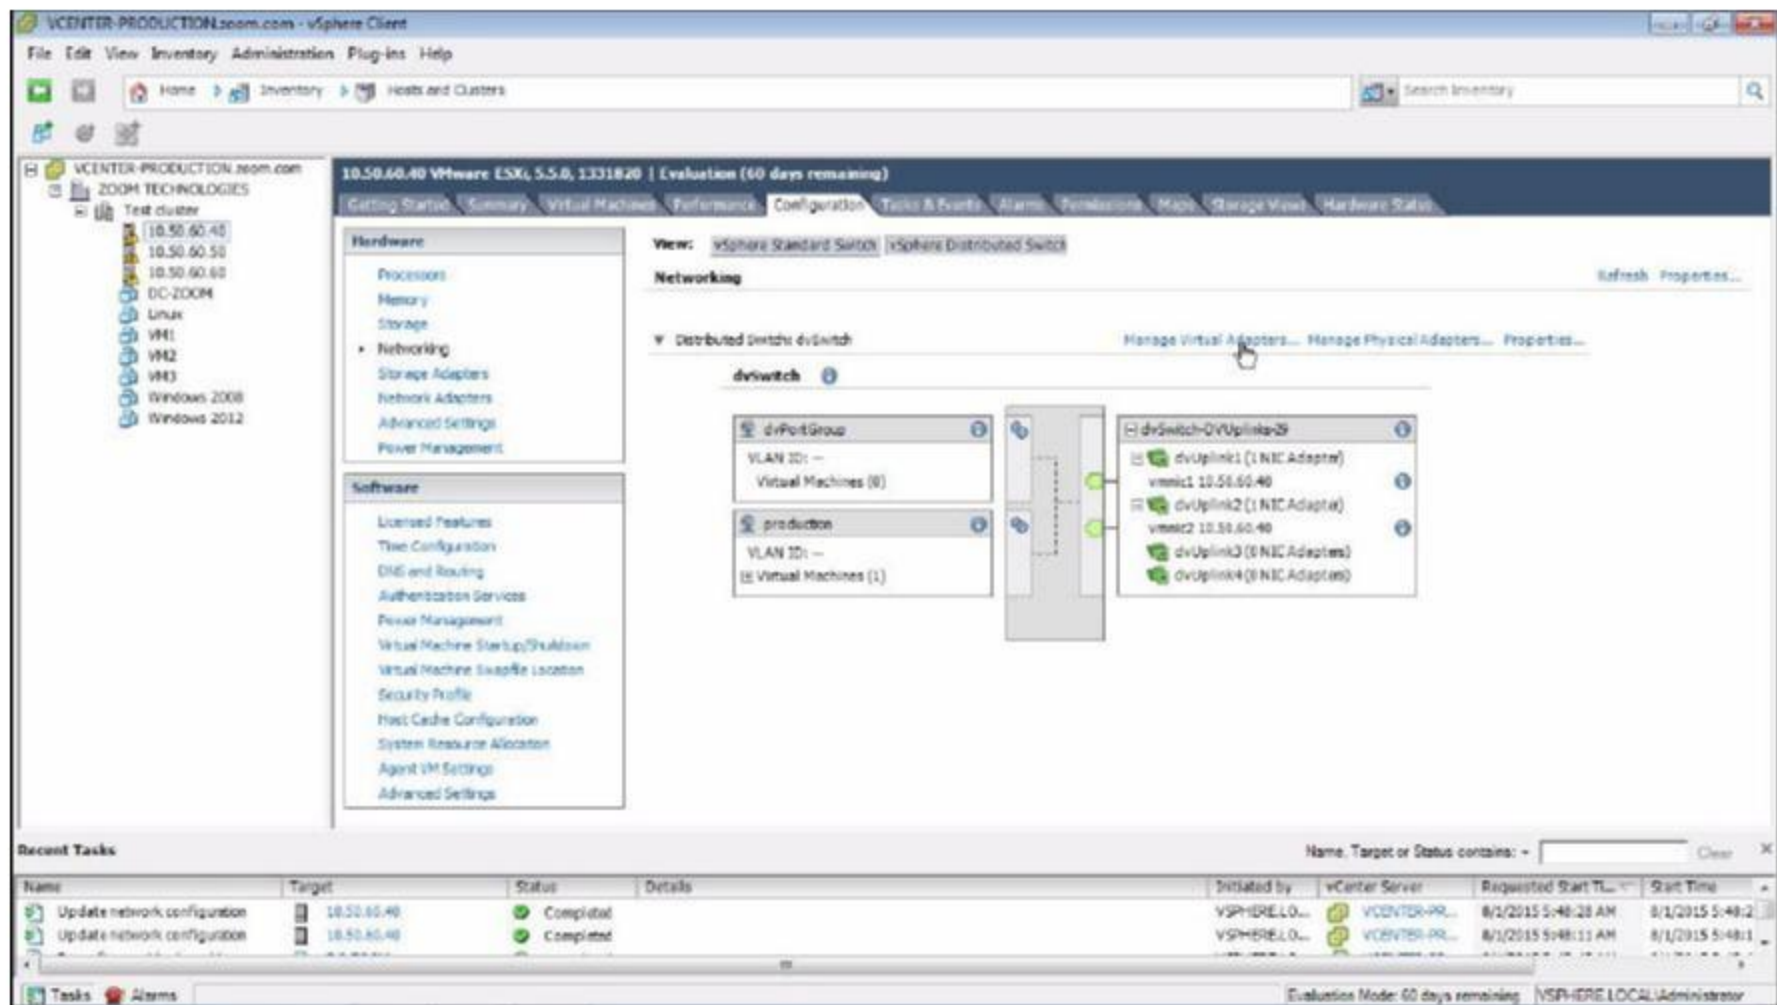 VCENTER-PRODUCTION.zoom.com - vSphere Client
File Edit View Inventory Administration Plug-ins Help
Home Inventory Hosts and Clusters
Search Inventory
VCENTER-PRODUCTION.zoom.com
ZOOM TECHNOLOGIES
Test cluster
10.50.60.40
10.50.60.50
10.50.60.60
DC-ZOOM
Linux
VM1
VM2
VM3
Windows 2008
Windows 2012
10.50.60.40 VMware ESXi, 5.5.0, 1331820 | Evaluation (60 days remaining)
Getting Started Summary Virtual Machines Performance Configuration Tasks & Events Alarms Permissions Maps Storage Views Hardware Status
Hardware
Processors
Memory
Storage
Networking
Storage Adapters
Network Adapters
Advanced Settings
Power Management
Software
Licensed Features
Time Configuration
DNS and Routing
Authentication Services
Power Management
Virtual Machine Startup/Shutdown
Virtual Machine Swapfile Location
Security Profile
Host Cache Configuration
System Resource Allocation
Agent VM Settings
Advanced Settings
View: vSphere Standard Switch vSphere Distributed Switch
Networking
Refresh Properties...
Distributed Switch: dvSwitch
Manage Virtual Adapters... Manage Physical Adapters... Properties...
dvSwitch
dvPortGroup
VLAN ID: --
Virtual Machines (0)
production
VLAN ID: --
Virtual Machines (1)
dvSwitch-DVUplinks-29
dvUplink1 (1 NIC Adapter)
vmnic1 10.50.60.40
dvUplink2 (1 NIC Adapter)
vmnic2 10.50.60.40
dvUplink3 (0 NIC Adapters)
dvUplink4 (0 NIC Adapters)
Recent Tasks
Name, Target or Status contains:
Clear
Name Target Status Details Initiated by vCenter Server Requested Start Ti... Start Time
Update network configuration 10.50.60.40 Completed VSPHERE.LO... VCENTER-PR... 8/1/2015 5:48:28 AM 8/1/2015 5:48:2
Update network configuration 10.50.60.40 Completed VSPHERE.LO... VCENTER-PR... 8/1/2015 5:48:11 AM 8/1/2015 5:48:1
Tasks Alarms
Evaluation Mode: 60 days remaining VSPHERE.LOCAL\Administrator